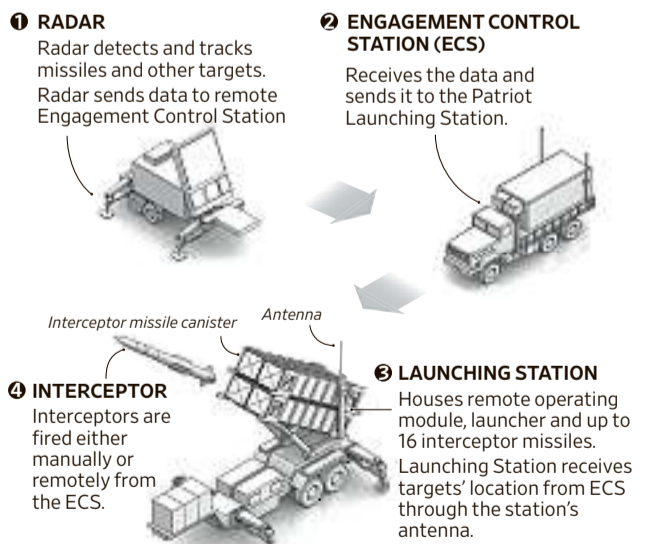 ❶ RADAR
Radar detects and tracks
missiles and other targets.
Radar sends data to remote
Engagement Control Station
❷ ENGAGEMENT CONTROL
STATION (ECS)
Receives the data and
sends it to the Patriot
Launching Station.
Interceptor missile canister
Antenna
❸ LAUNCHING STATION
Houses remote operating
module, launcher and up to
16 interceptor missiles.
Launching Station receives
targets’ location from ECS
through the station’s
antenna.
❹ INTERCEPTOR
Interceptors are
fired either
manually or
remotely from
the ECS.